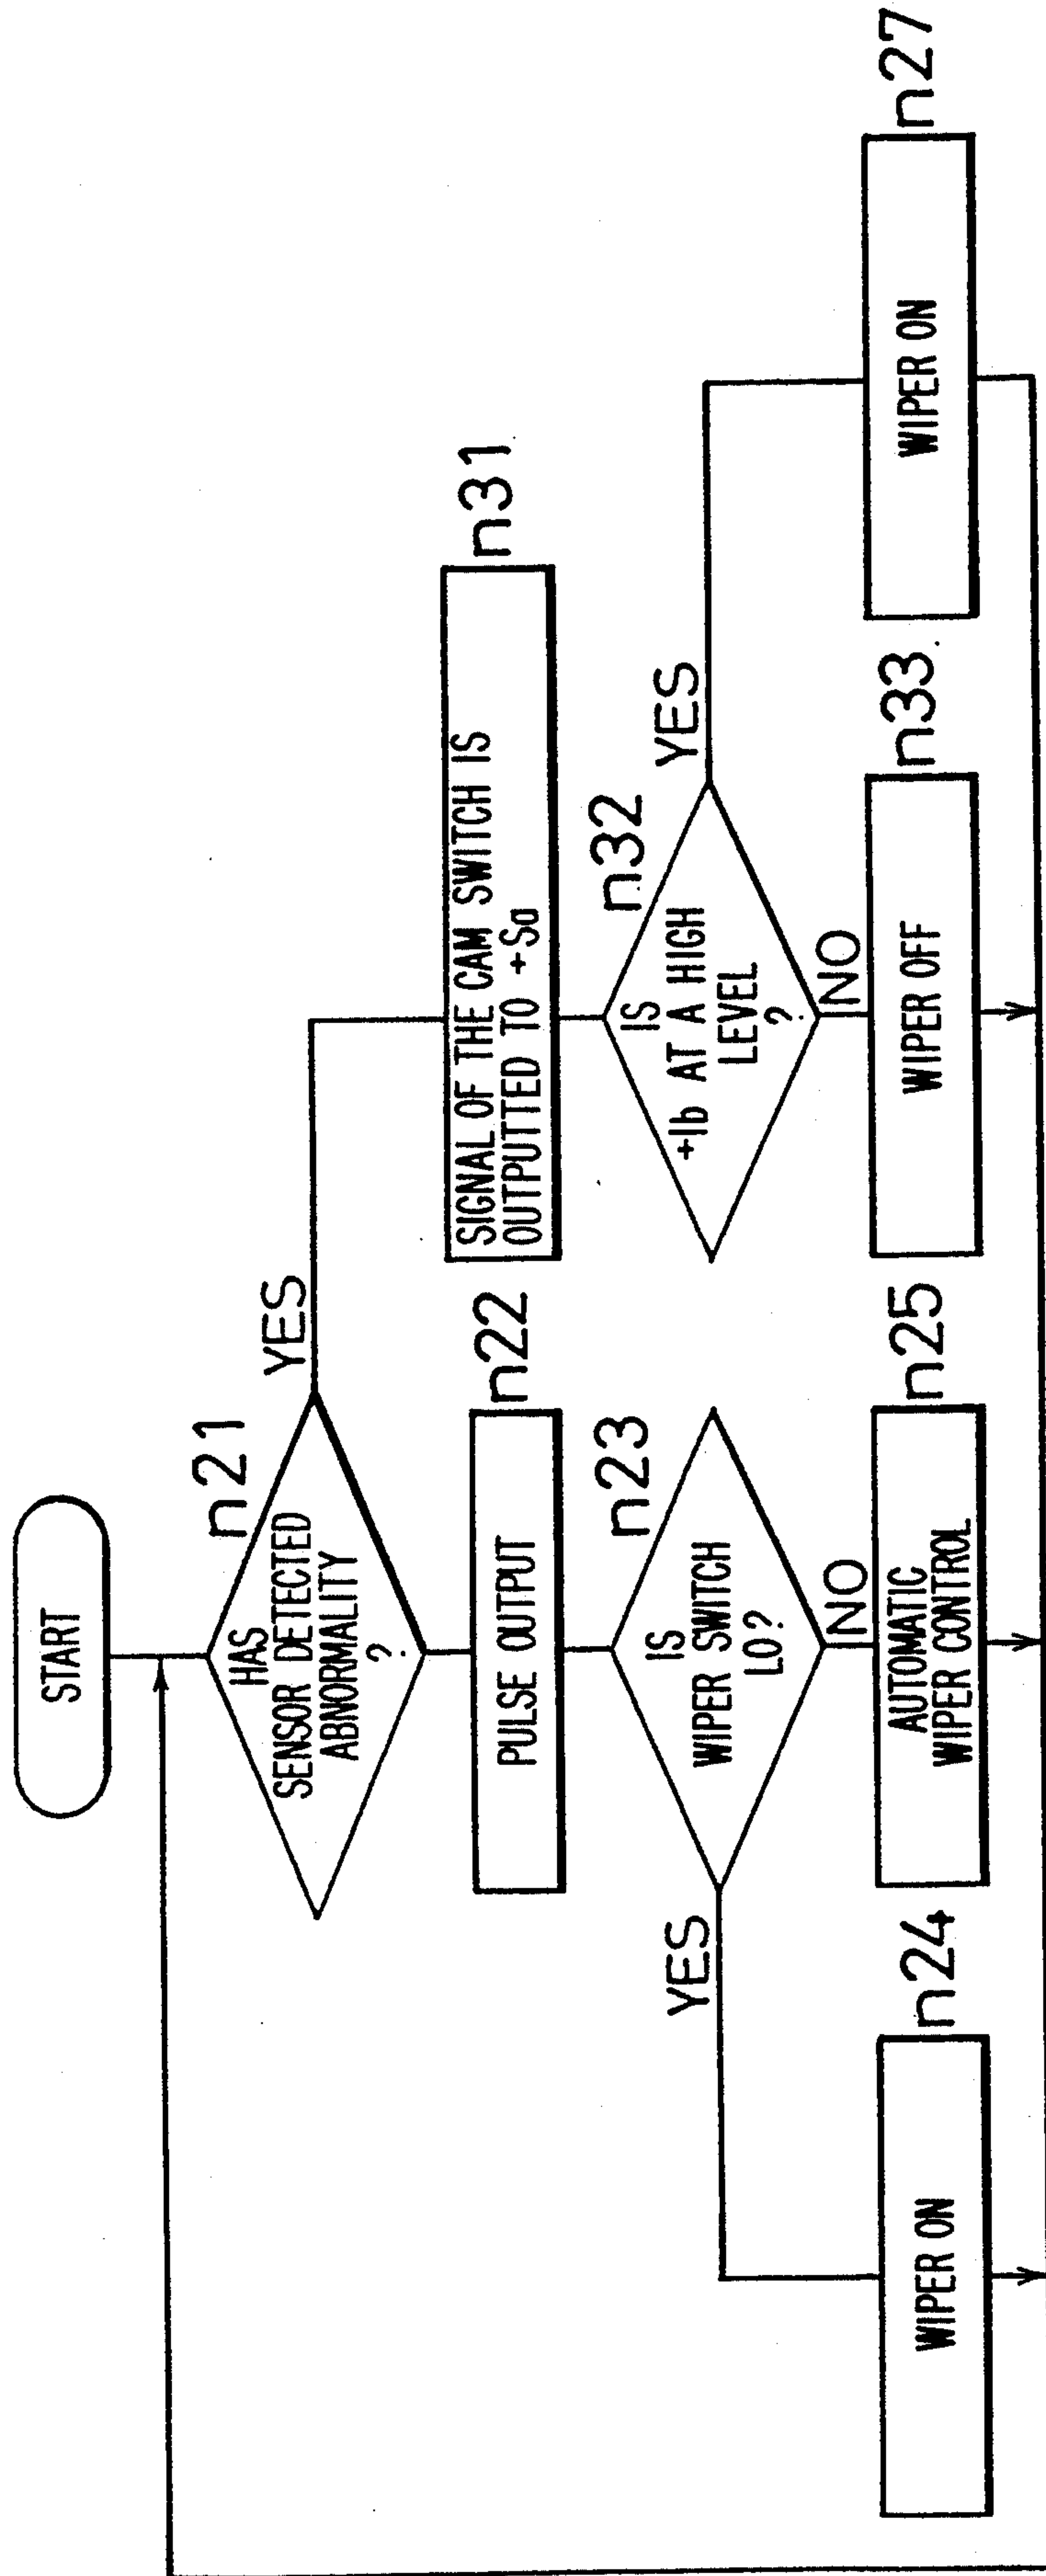 START
n21
HAS
SENSOR DETECTED
ABNORMALITY
?
YES
PULSE OUTPUT
n22
SIGNAL OF THE CAM SWITCH IS
OUTPUTTED TO +Sa
n31
n23
IS
WIPER SWITCH
LO?
YES
NO
n32
IS
+Ib AT A HIGH
LEVEL
?
YES
NO
WIPER ON
n24
AUTOMATIC
WIPER CONTROL
n25
WIPER OFF
n33
WIPER ON
n27